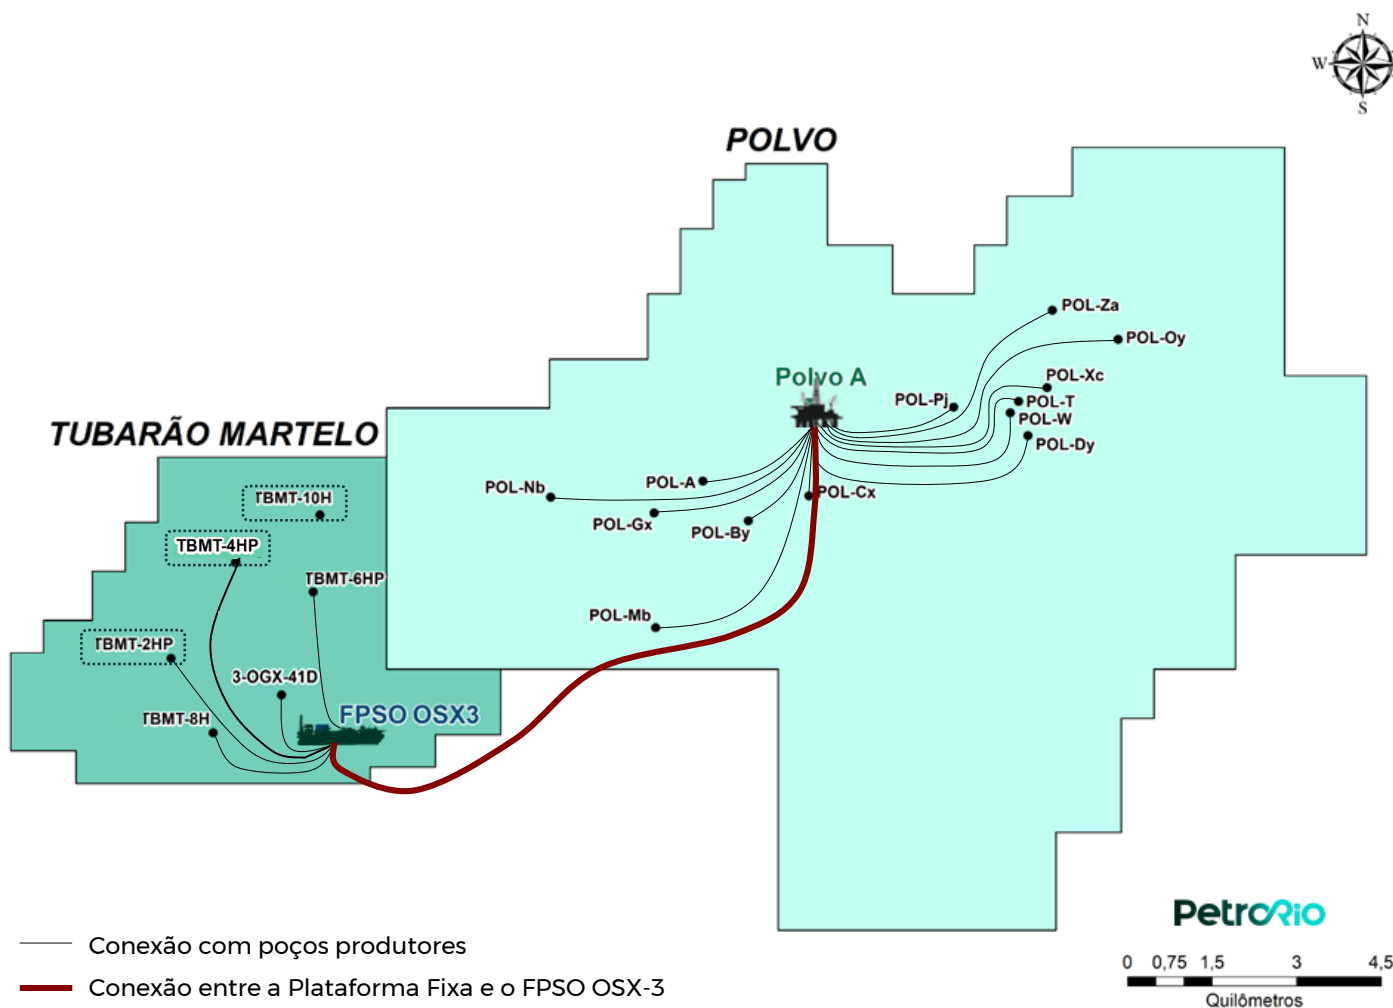 N
W
S
POLVO
POL-Za
POL-Oy
Polvo A
POL-Xc
POL-Pj
POL-T
POL-W
POL-Dy
TUBARÃO MARTELO
POL-A
POL-Nb
POL-Cx
POL-Gx
POL-By
TBMT-10H
TBMT-4HP
TBMT-6HP
POL-Mb
TBMT-2HP
3-OGX-41D
TBMT-8H
FPSO OSX3
PetroRio
Conexão com poços produtores
0 0,75 1,5 3 4,5
Conexão entre a Plataforma Fixa e o FPSO OSX-3
Quilômetros